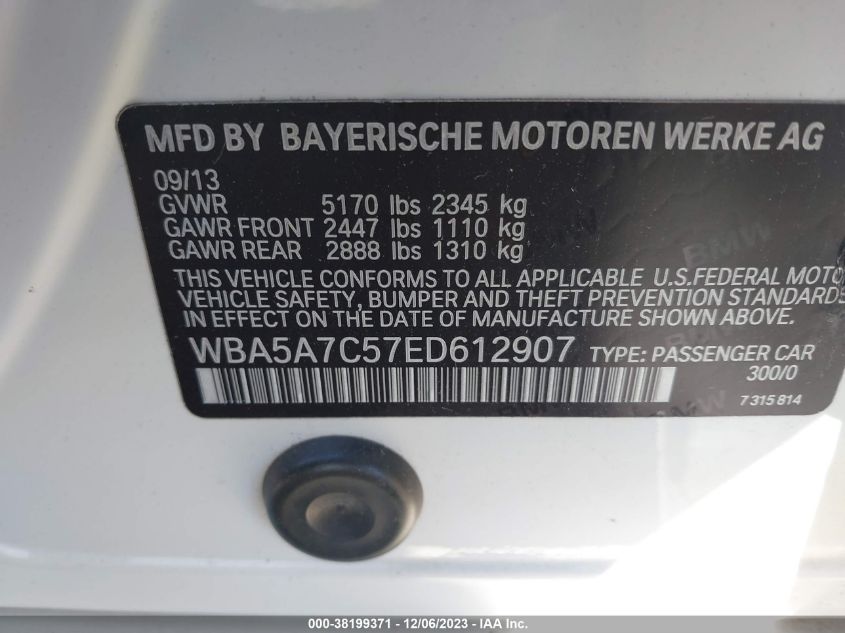 MFD BY BAYERISCHE MOTOREN WERKE AG
09/13
GVWR 5170 lbs 2345 kg
GAWR FRONT 2447 lbs 1110 kg
GAWR REAR 2888 lbs 1310 kg
THIS VEHICLE CONFORMS TO ALL APPLICABLE U.S.FEDERAL MOTO
VEHICLE SAFETY, BUMPER AND THEFT PREVENTION STANDARDS
IN EFFECT ON THE DATE OF MANUFACTURE SHOWN ABOVE.
WBA5A7C57ED612907 TYPE: PASSENGER CAR
300/0
7 315 814
BMW
BMW
BMW
000-38199371 - 12/06/2023 - IAA Inc.